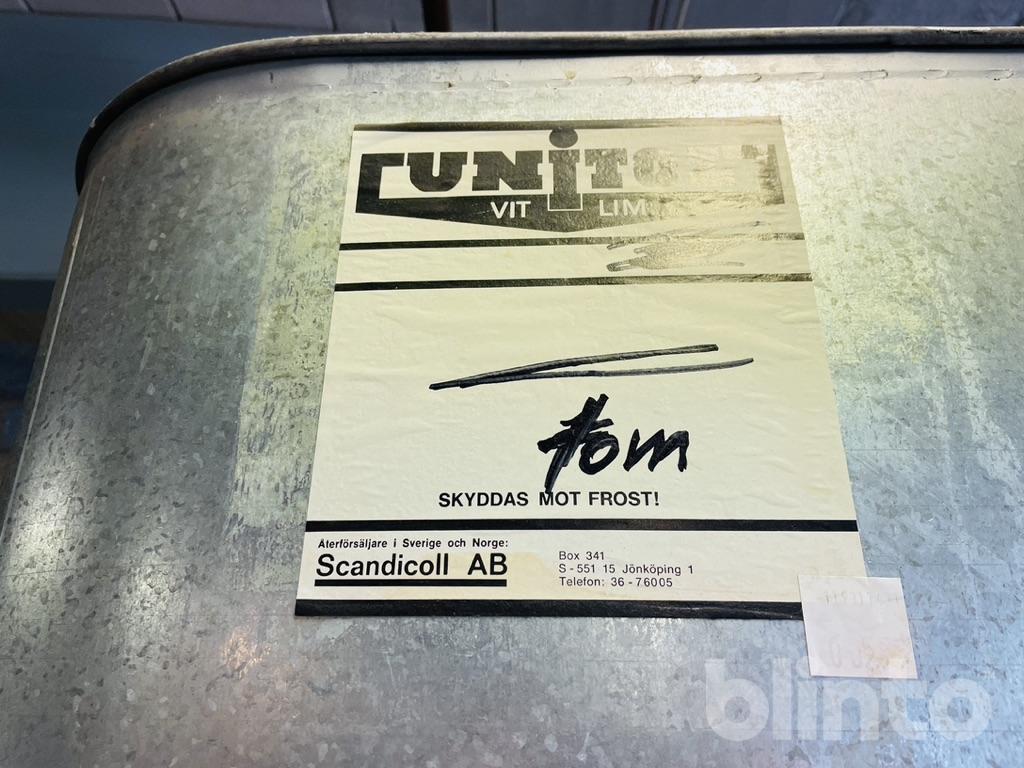 VIT LIM
tom
SKYDDAS MOT FROST!
Återförsäljare i Sverige och Norge:
Scandicoll AB
Box 341
S - 551 15 Jönköping 1
Telefon: 36 - 76005
blinto